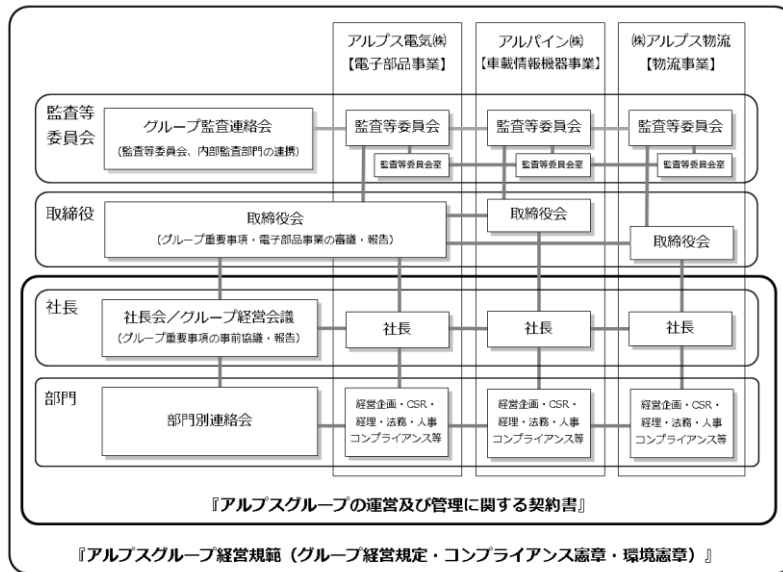 アルプス電気㈱
【電子部品事業】
アルパイン㈱
【車載情報機器事業】
㈱アルプス物流
【物流事業】
監査等
委員会
グループ監査連絡会
(監査等委員会、内部監査部門の連携)
監査等委員会
監査等委員会
監査等委員会
監査等委員会室
監査等委員会室
監査等委員会室
取締役
取締役会
(グループ重要事項・電子部品事業の審議・報告)
取締役会
取締役会
社長
社長会／グループ経営会議
(グループ重要事項の事前協議・報告)
社長
社長
社長
部門
部門別連絡会
経営企画・CSR・
経理・法務・人事
コンプライアンス等
経営企画・CSR・
経理・法務・人事
コンプライアンス等
経営企画・CSR・
経理・法務・人事
コンプライアンス等
『アルプスグループの運営及び管理に関する契約書』
『アルプスグループ経営規範（グループ経営規定・コンプライアンス憲章・環境憲章）』